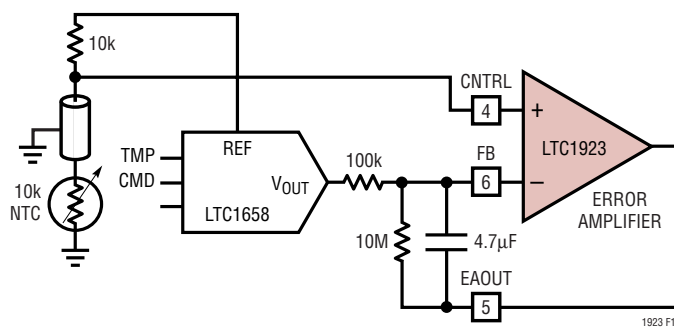 10k
CNTRL
4
+
REF
LTC1923
TMP
100k
FB
CMD
VOUT
6
–
10k
NTC
LTC1658
ERROR
AMPLIFIER
10M
4.7µF
EAOUT
5
1923 F1